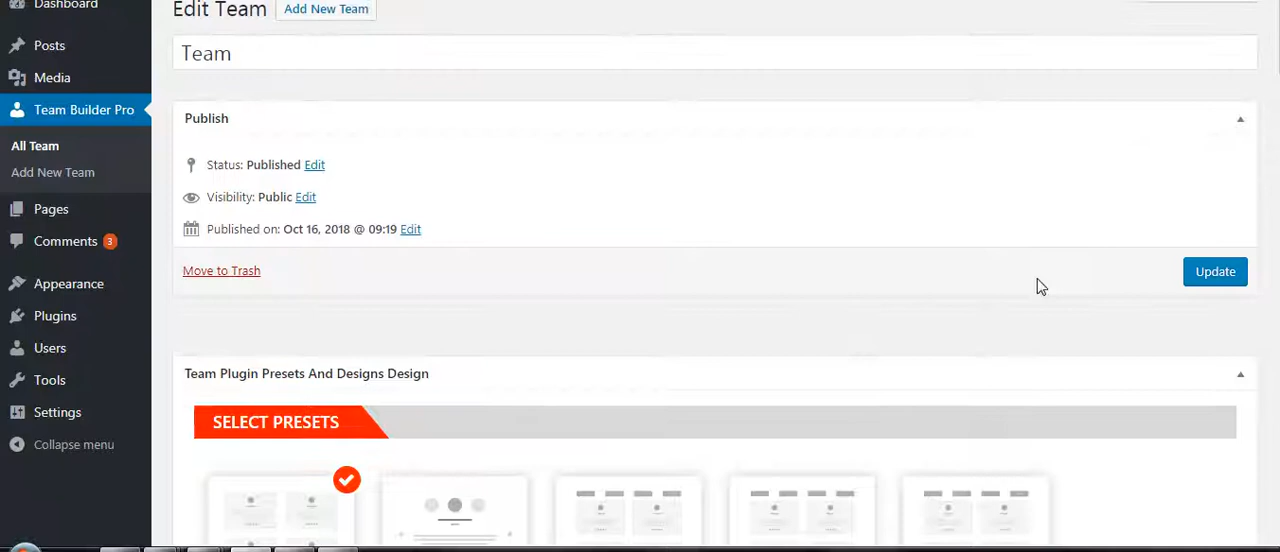 Dashboard
Posts
Media
Team Builder Pro
All Team
Add New Team
Pages
Comments 3
Appearance
Plugins
Users
Tools
Settings
Collapse menu
Edit Team Add New Team
Team
Publish
Status: Published Edit
Visibility: Public Edit
Published on: Oct 16, 2018 @ 09:19 Edit
Move to Trash
Update
Team Plugin Presets And Designs Design
SELECT PRESETS